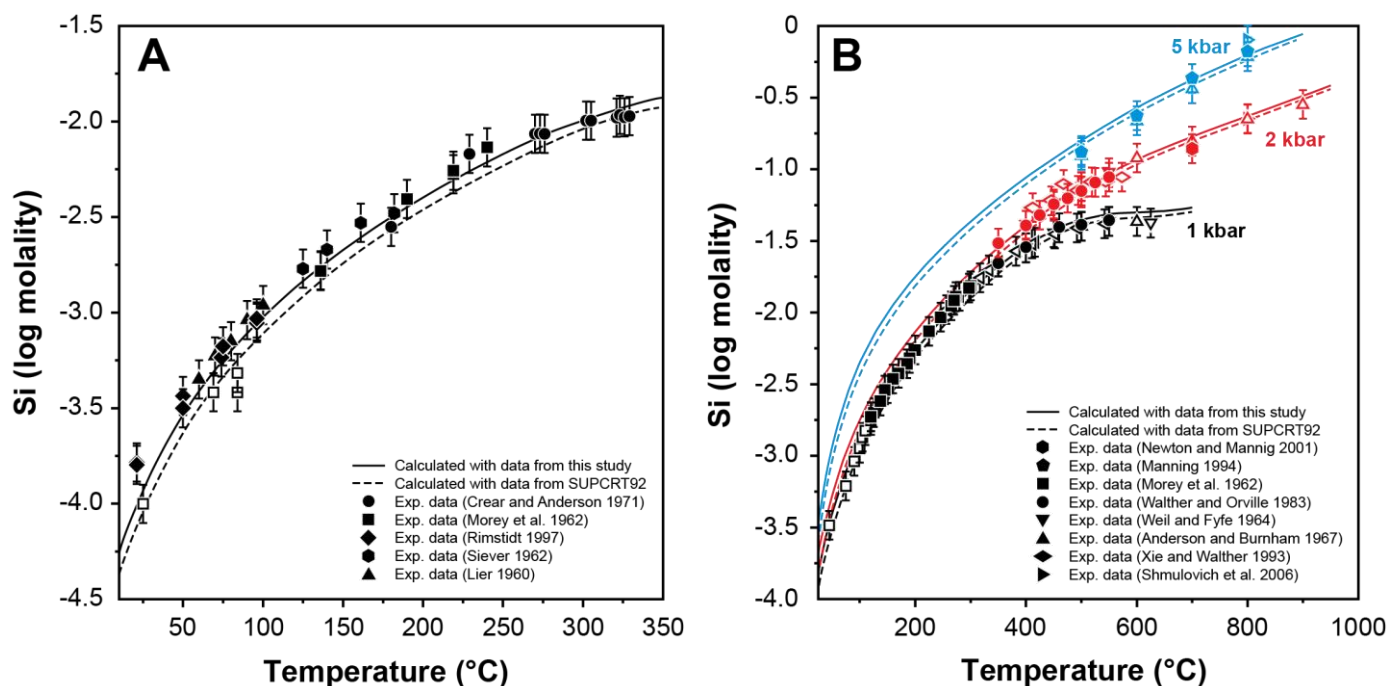 A
Si (log molality)
-1.5
-2.0
-2.5
-3.0
-3.5
-4.0
-4.5
50
100
150
200
250
300
350
Temperature (°C)
Calculated with data from this study
Calculated with data from SUPCRT92
Exp. data (Crear and Anderson 1971)
Exp. data (Morey et al. 1962)
Exp. data (Rimstidt 1997)
Exp. data (Siever 1962)
Exp. data (Lier 1960)
B
Si (log molality)
0
-0.5
-1.0
-1.5
-2.0
-2.5
-3.0
-3.5
-4.0
200
400
600
800
1000
Temperature (°C)
5 kbar
2 kbar
1 kbar
Calculated with data from this study
Calculated with data from SUPCRT92
Exp. data (Newton and Mannig 2001)
Exp. data (Manning 1994)
Exp. data (Morey et al. 1962)
Exp. data (Walther and Orville 1983)
Exp. data (Weil and Fyfe 1964)
Exp. data (Anderson and Burnham 1967)
Exp. data (Xie and Walther 1993)
Exp. data (Shmulovich et al. 2006)